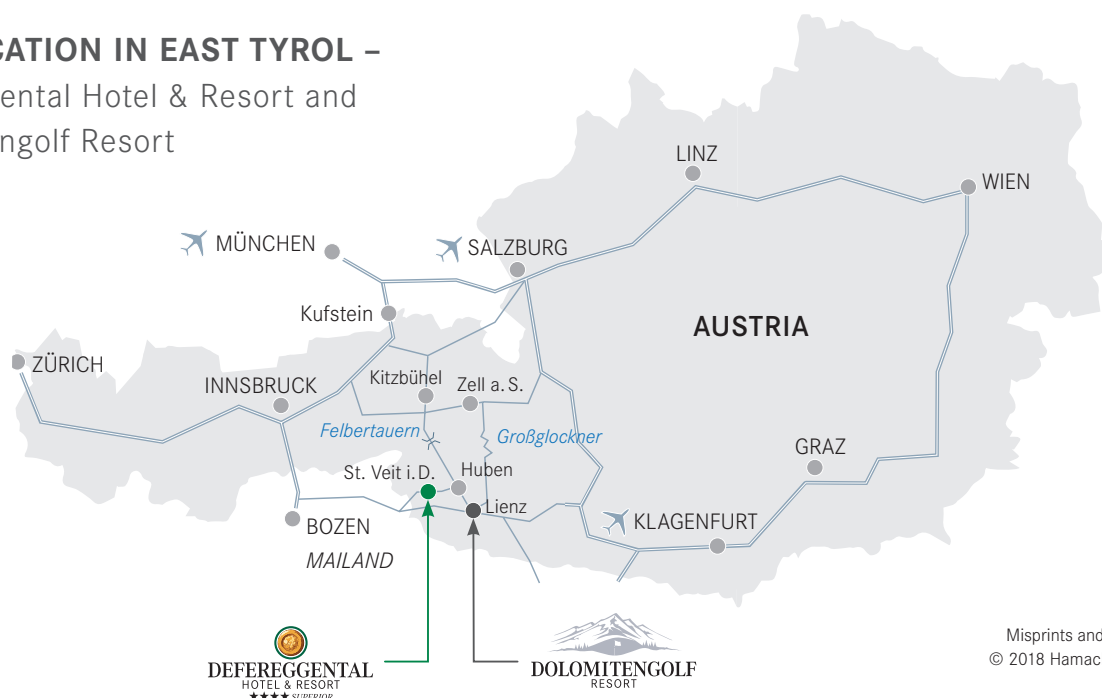 CATION IN EAST TYROL –
ental Hotel & Resort and
ngolf Resort
LINZ
WIEN
MÜNCHEN
SALZBURG
Kufstein
AUSTRIA
ZÜRICH
INNSBRUCK
Kitzbühel
Zell a. S.
Felbertauern
Großglockner
GRAZ
St. Veit i.D.
Huben
Lienz
KLAGENFURT
BOZEN
MAILAND
DEFEREGGENTAL
HOTEL & RESORT
SUPERIOR
DOLOMITENGOLF
RESORT
Misprints and
© 2018 Hamac